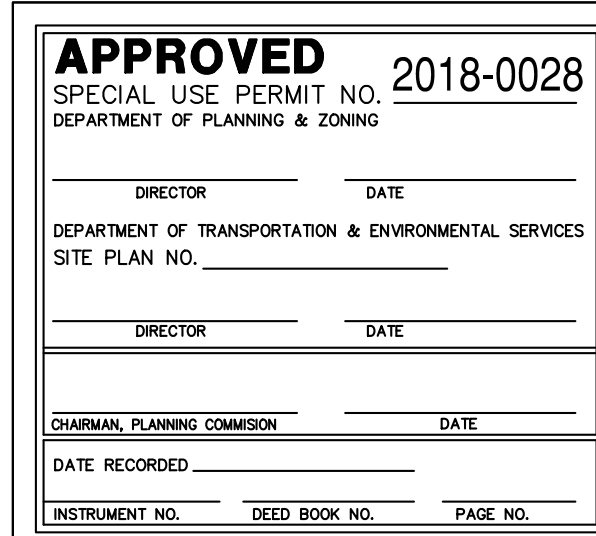 APPROVED
SPECIAL USE PERMIT NO. 2018-0028
DEPARTMENT OF PLANNING & ZONING
DIRECTOR DATE
DEPARTMENT OF TRANSPORTATION & ENVIRONMENTAL SERVICES
SITE PLAN NO.
DIRECTOR DATE
CHAIRMAN, PLANNING COMMISION DATE
DATE RECORDED
INSTRUMENT NO. DEED BOOK NO. PAGE NO.